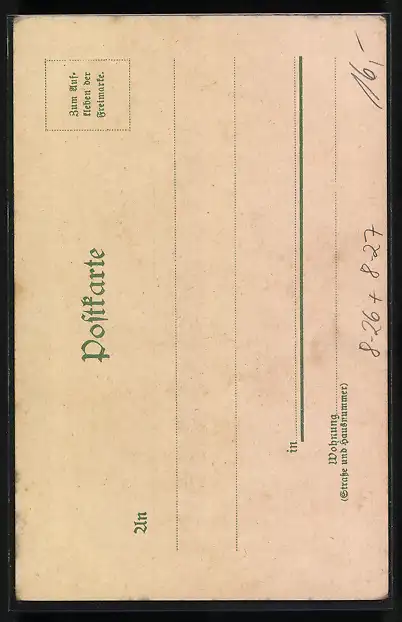 Postkarte
Zum Auf-
kleben der
Freimarke.
An
in
Wohnung
(Straße und Hausnummer)
16,-
8-26 + 8-27